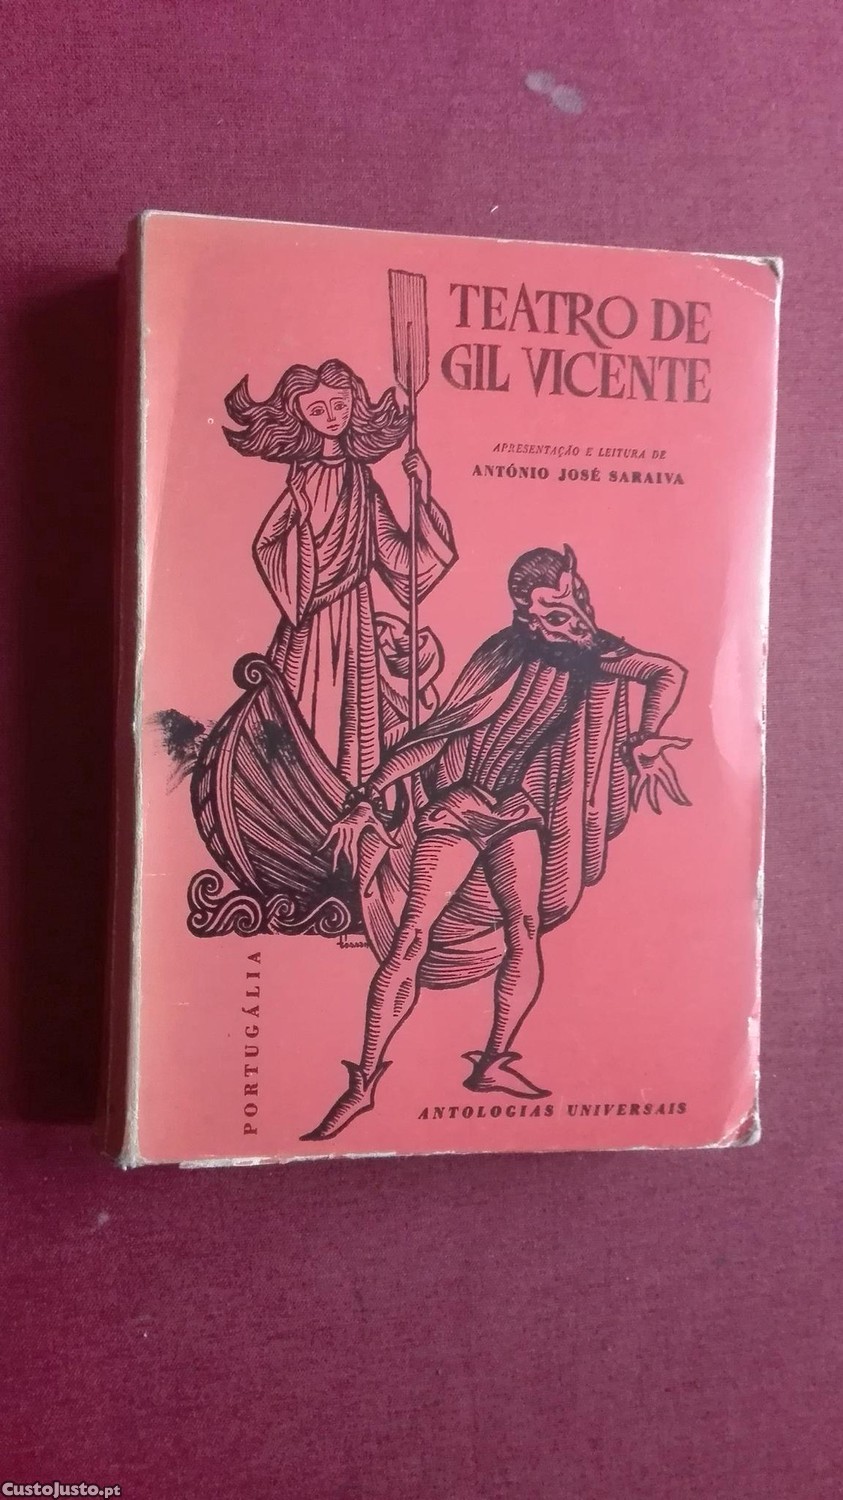 TEATRO DE
GIL VICENTE
APRESENTAÇÃO E LEITURA DE
ANTÓNIO JOSÉ SARAIVA
PORTUGÁLIA
ANTOLOGIAS UNIVERSAIS
CustoJusto.pt